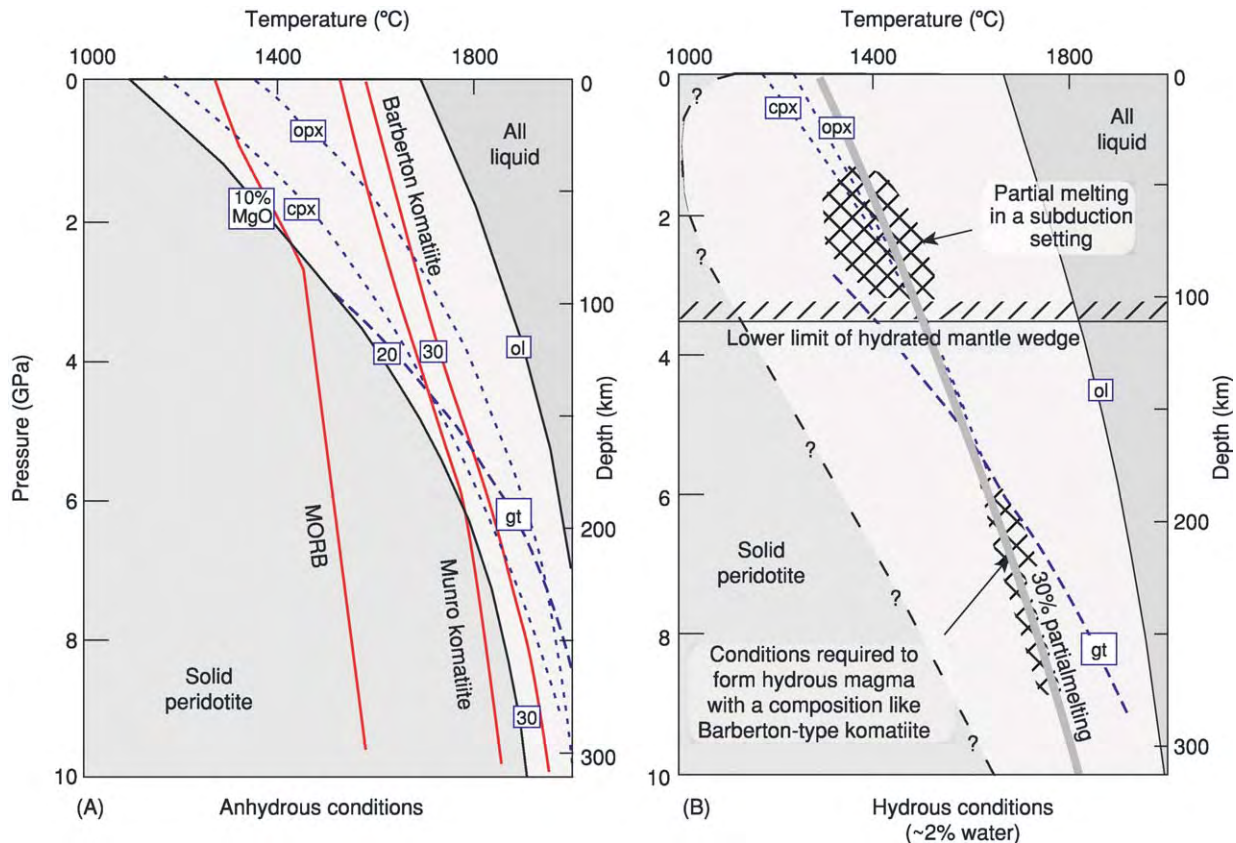 Temperature (ºC)
1000
1400
1800
0
2
4
6
8
10
Pressure (GPa)
0
100
200
300
Depth (km)
opx
Barberton komatiite
All
liquid
10%
MgO
cpx
20
30
ol
gt
MORB
Munro komatiite
Solid
peridotite
30
(A)
Anhydrous conditions
Temperature (ºC)
1000
1400
1800
0
2
4
6
8
10
0
100
200
300
Depth (km)
?
cpx
opx
All
liquid
Partial melting
in a subduction
setting
?
?
Lower limit of hydrated mantle wedge
ol
?
Solid
peridotite
?
30% partialmelting
gt
Conditions required to
form hydrous magma
with a composition like
Barberton-type komatiite
?
?
(B)
Hydrous conditions
(~2% water)